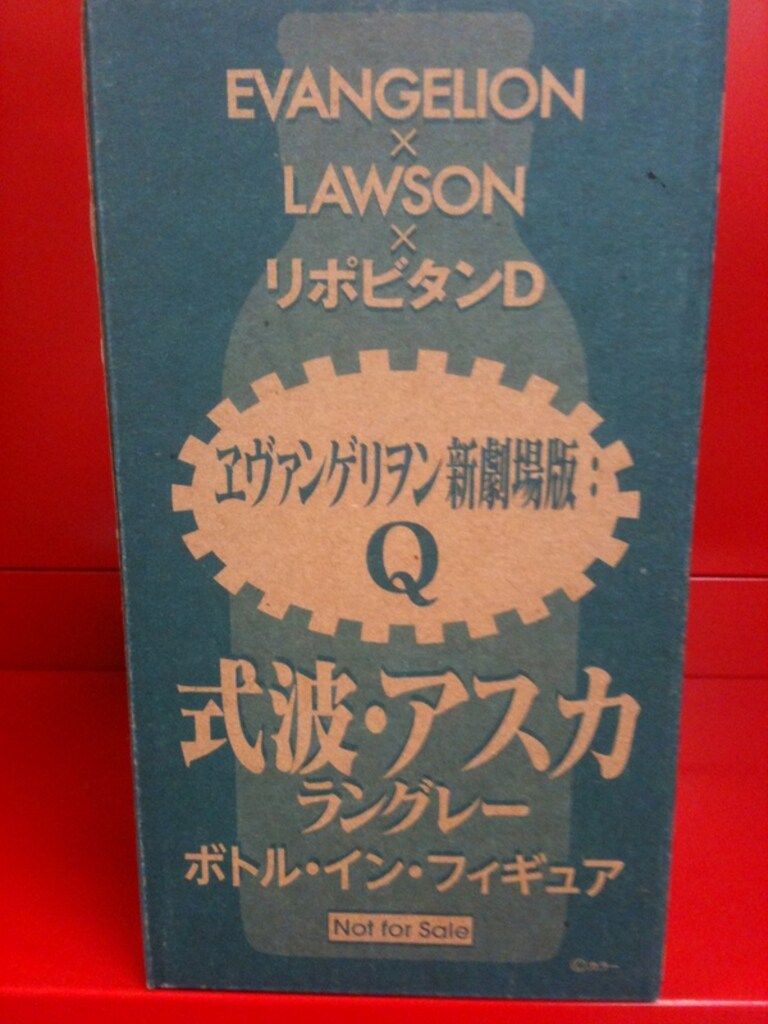 EVANGELION
×
LAWSON
×
リポビタンD
ヱヴァンゲリヲン新劇場版:
Q
式波・アスカ
ラングレー
ボトル・イン・フィギュア
Not for Sale
©カラー